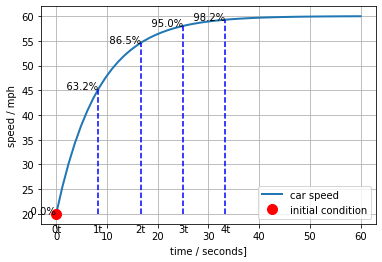 98.2%
95.0%
60
55
86.5%
50
45
63.2%
40
35
30
25
20
0.0%
speed / mph
car speed
initial condition
0t 1t 2t 3t 4t
0 10 20 30 40 50 60
time / seconds]